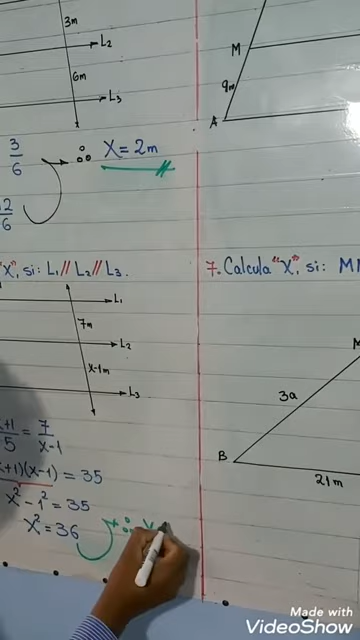 3m
L₂
6m
L₃
3/6
∴ X = 2m
2/6
M
9m
A
"X", si: L₁ // L₂ // L₃.
L₁
7m
L₂
x-1m
L₃
x+1/5 = 7/x-1
(x+1)(x-1) = 35
x² - 1² = 35
x² = 36
∴ X
7. Calcula "X", si: MN
M
3a
B
21m
Made with
VideoShow